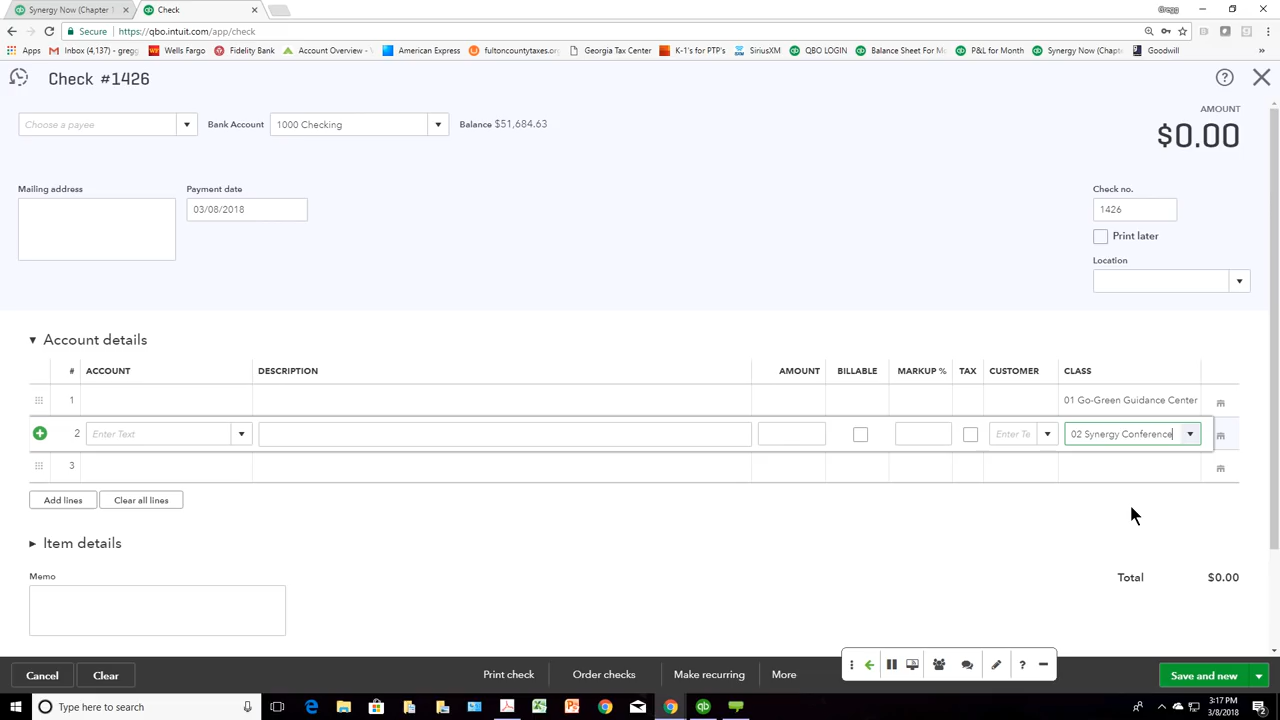 Synergy Now (Chapter 1
Check
Gregg
Secure
https://qbo.intuit.com/app/check
Apps
Inbox (4,137) - gregg
Wells Fargo
Fidelity Bank
Account Overview -
American Express
fultoncountytaxes.org
Georgia Tax Center
K-1's for PTP's
SiriusXM
QBO LOGIN
Balance Sheet For M
P&L for Month
Synergy Now (Chapt
Goodwill
Check #1426
AMOUNT
$0.00
Choose a payee
Bank Account
1000 Checking
Balance $51,684.63
Mailing address
Payment date
Check no.
03/08/2018
1426
Print later
Location
Account details
# ACCOUNT DESCRIPTION AMOUNT BILLABLE MARKUP % TAX CUSTOMER CLASS
1 01 Go-Green Guidance Center
2 Enter Text Enter Te 02 Synergy Conference
3
Add lines
Clear all lines
Item details
Memo
Total $0.00
Cancel
Clear
Print check
Order checks
Make recurring
More
Save and new
Type here to search
3:17 PM
3/8/2018
2